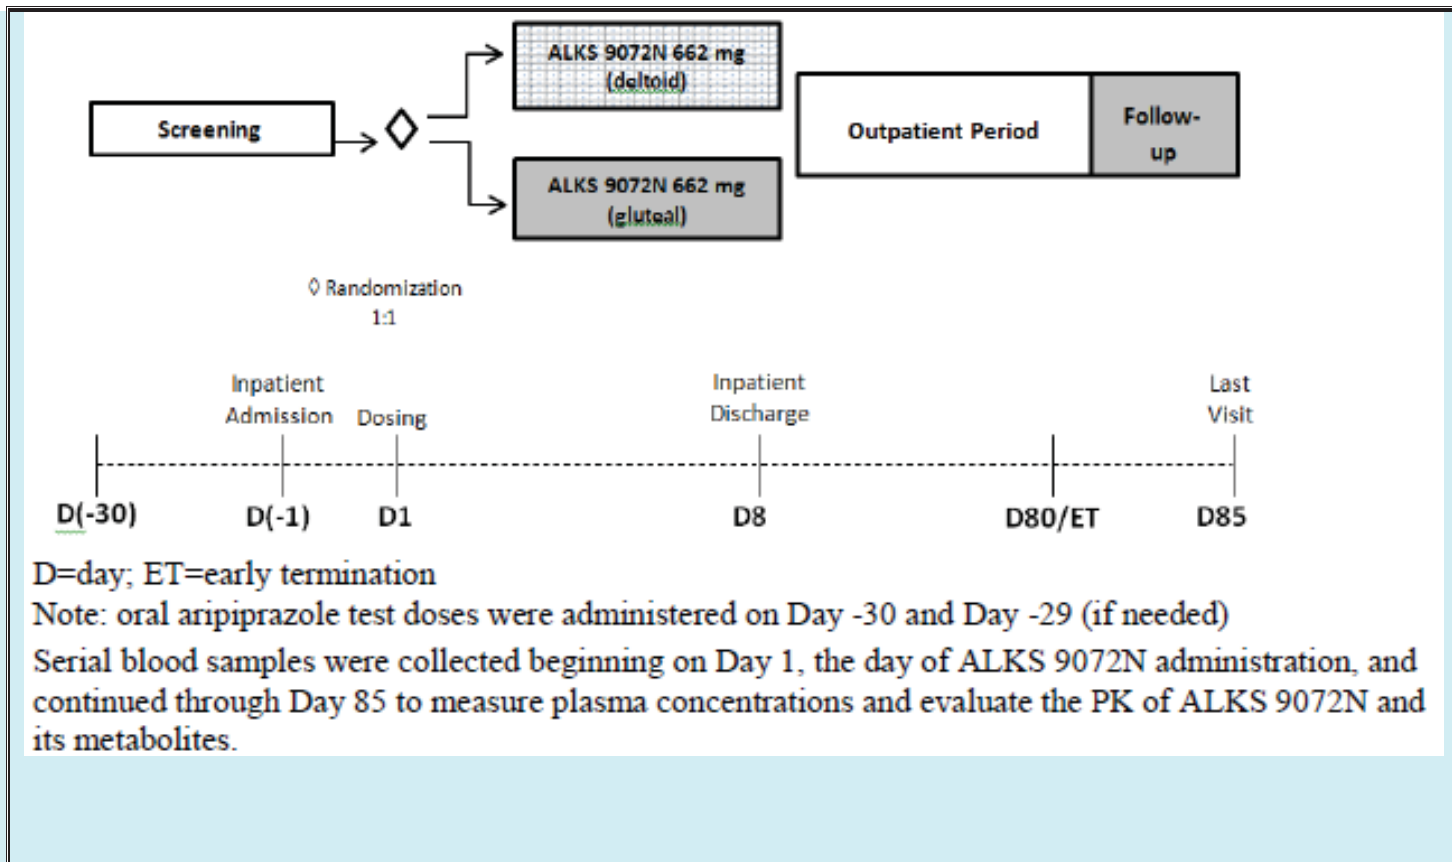 ALKS 9072N 662 mg
(deltoid)
Screening
Outpatient Period
Follow-
up
ALKS 9072N 662 mg
(gluteal)
◊ Randomization
1:1
Inpatient
Admission
Dosing
Inpatient
Discharge
Last
Visit
D(-30)
D(-1)
D1
D8
D80/ET
D85
D=day; ET=early termination
Note: oral aripiprazole test doses were administered on Day -30 and Day -29 (if needed)
Serial blood samples were collected beginning on Day 1, the day of ALKS 9072N administration, and
continued through Day 85 to measure plasma concentrations and evaluate the PK of ALKS 9072N and
its metabolites.